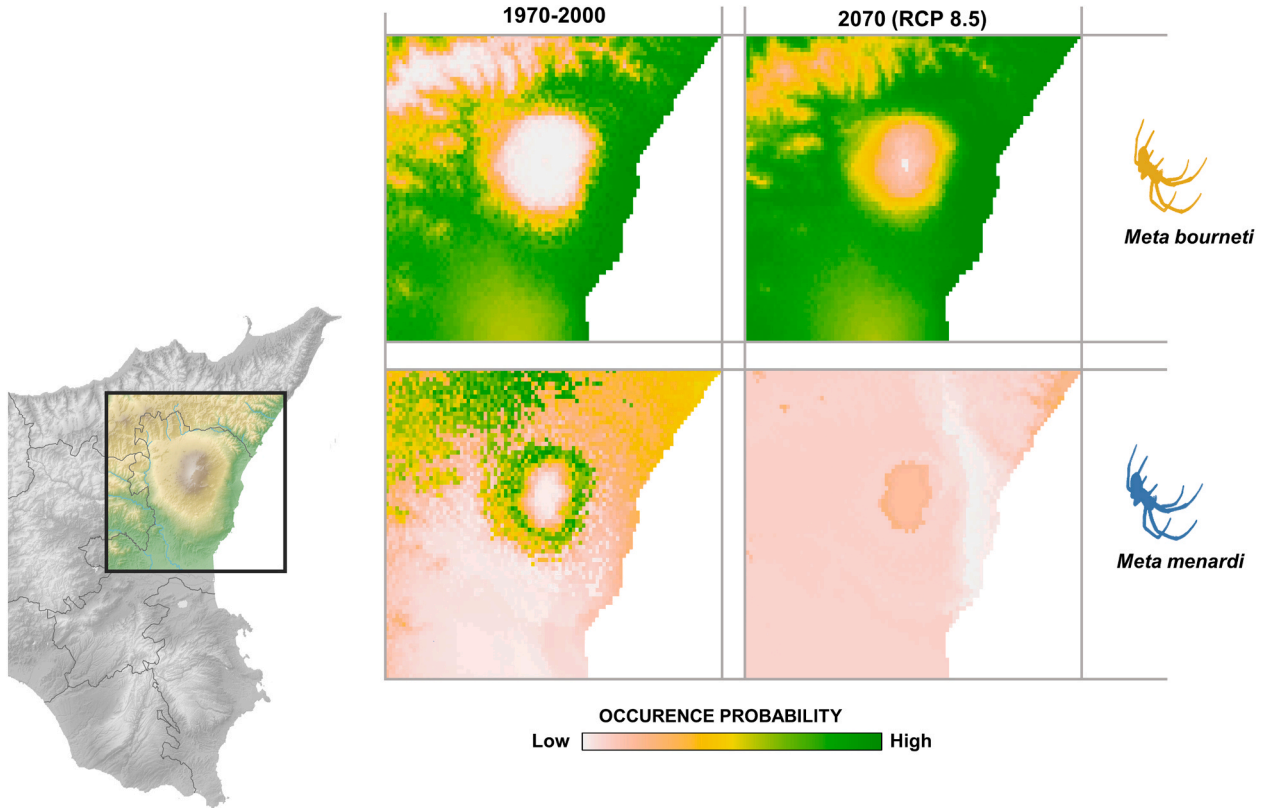 1970-2000
2070 (RCP 8.5)
Meta bourneti
Meta menardi
OCCURENCE PROBABILITY
Low
High